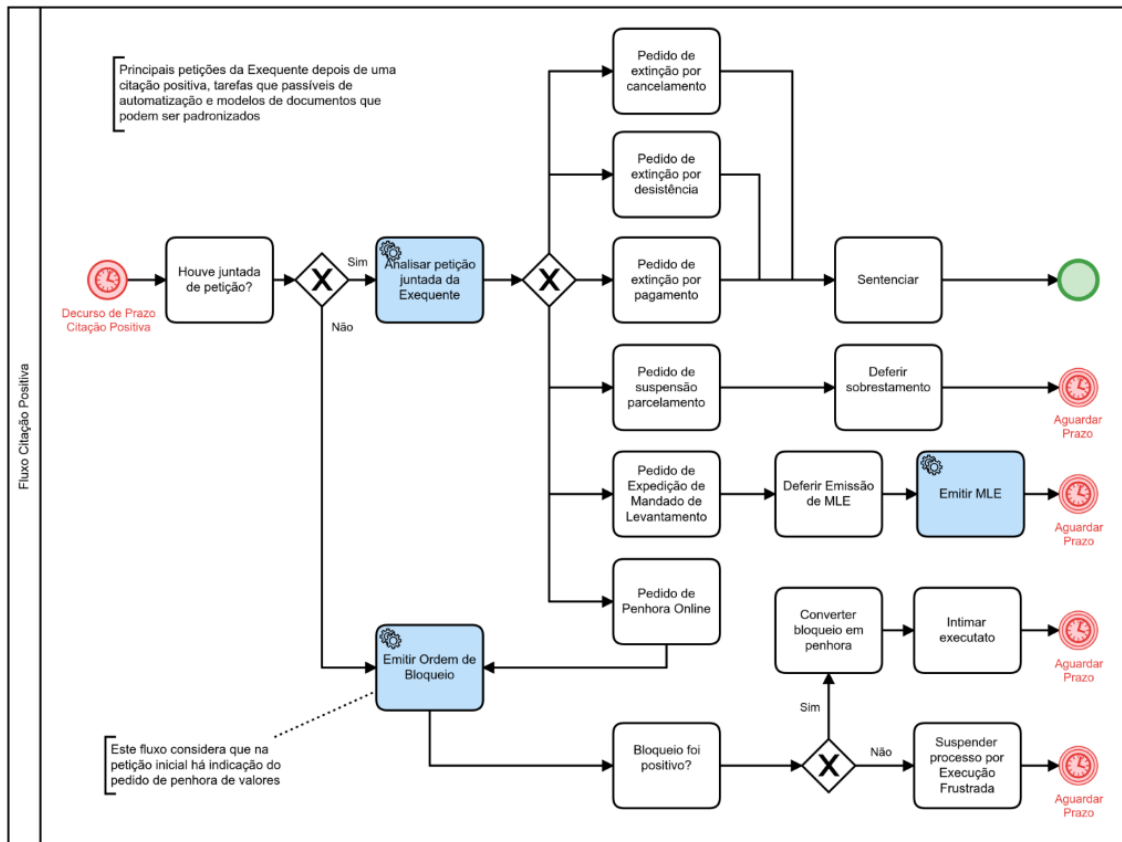 Fluxo Citação Positiva
Principais petições da Exequente depois de uma
citação positiva, tarefas que passíveis de
automatização e modelos de documentos que
podem ser padronizados
Decurso de Prazo
Citação Positiva
Houve juntada
de petição?
X
Sim
Não
Analisar petição
juntada da
Exequente
X
Pedido de
extinção por
cancelamento
Pedido de
extinção por
desistência
Pedido de
extinção por
pagamento
Sentenciar
Pedido de
suspensão
parcelamento
Deferir
sobrestamento
Aguardar
Prazo
Pedido de
Expedição de
Mandado de
Levantamento
Deferir Emissão
de MLE
Emitir MLE
Aguardar
Prazo
Pedido de
Penhora Online
Emitir Ordem de
Bloqueio
Este fluxo considera que na
petição inicial há indicação do
pedido de penhora de valores
Bloqueio foi
positivo?
X
Sim
Converter
bloqueio em
penhora
Intimar
executato
Aguardar
Prazo
Não
Suspender
processo por
Execução
Frustrada
Aguardar
Prazo